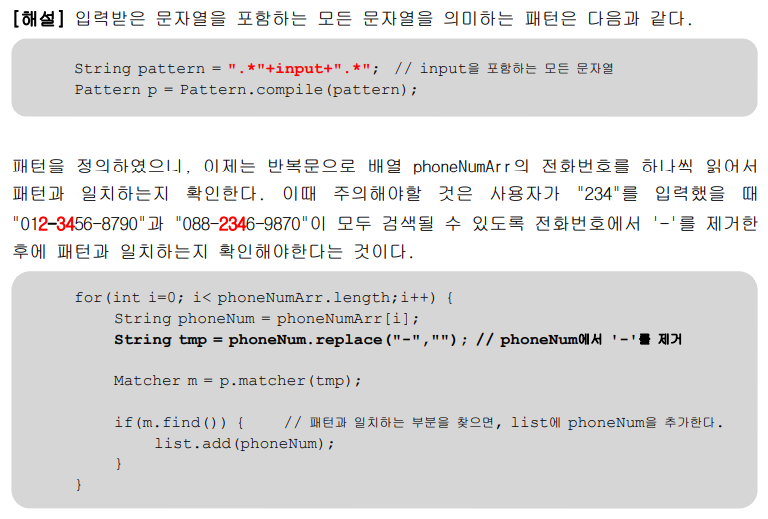 [해설] 입력받은 문자열을 포함하는 모든 문자열을 의미하는 패턴은 다음과 같다.
String pattern = ".*"+input+".*"; // input을 포함하는 모든 문자열
Pattern p = Pattern.compile(pattern);
패턴을 정의하였으니, 이제는 반복문으로 배열 phoneNumArr의 전화번호를 하나씩 읽어서
패턴과 일치하는지 확인한다. 이때 주의해야할 것은 사용자가 "234"를 입력했을 때
"012-3456-8790"과 "088-2346-9870"이 모두 검색될 수 있도록 전화번호에서 '-'를 제거한
후에 패턴과 일치하는지 확인해야한다는 것이다.
for(int i=0; i< phoneNumArr.length;i++) {
String phoneNum = phoneNumArr[i];
String tmp = phoneNum.replace("-",""); // phoneNum에서 '-'를 제거
Matcher m = p.matcher(tmp);
if(m.find()) { // 패턴과 일치하는 부분을 찾으면, list에 phoneNum을 추가한다.
list.add(phoneNum);
}
}